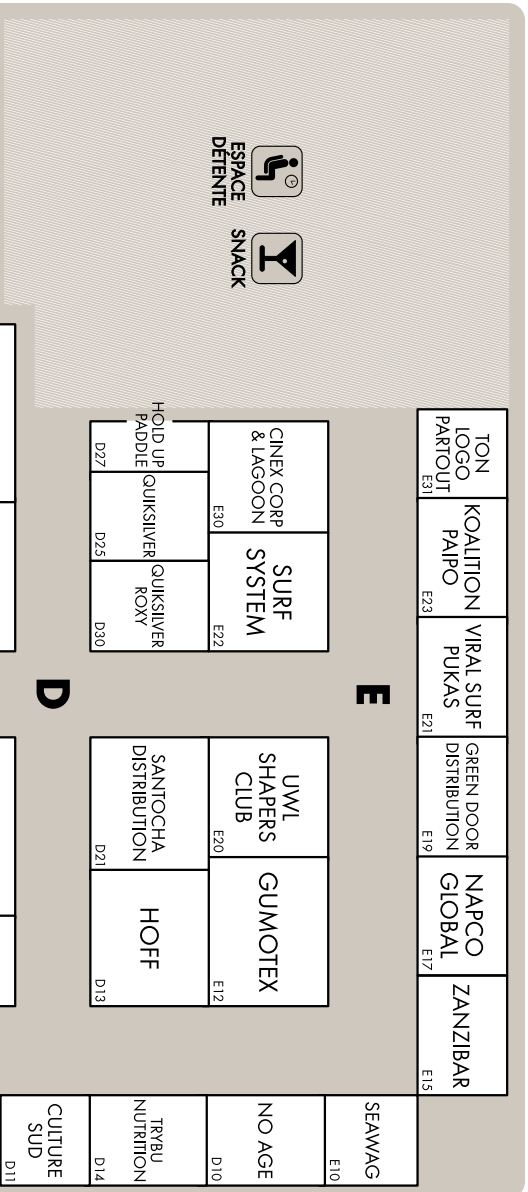 ESPACE
DÉTENTE
SNACK
TON
LOGO
PARTOUT
E31
KOALITION
PAIPO
E23
VIRAL SURF
PUKAS
E21
GREEN DOOR
DISTRIBUTION
E19
NAPCO
GLOBAL
E17
ZANZIBAR
E15
E
CINEX CORP
& LAGOON
E30
SURF
SYSTEM
E22
UWL
SHAPERS
CLUB
E20
GUMOTEX
E12
HOLD UP
PADDLE
D27
QUIKSILVER
D25
QUIKSILVER
ROXY
D30
SANTOCHA
DISTRIBUTION
D21
HOFF
D13
D
SEAWAG
E10
NO AGE
D10
TRYBU
NUTRITION
D14
CULTURE
SUD
D11